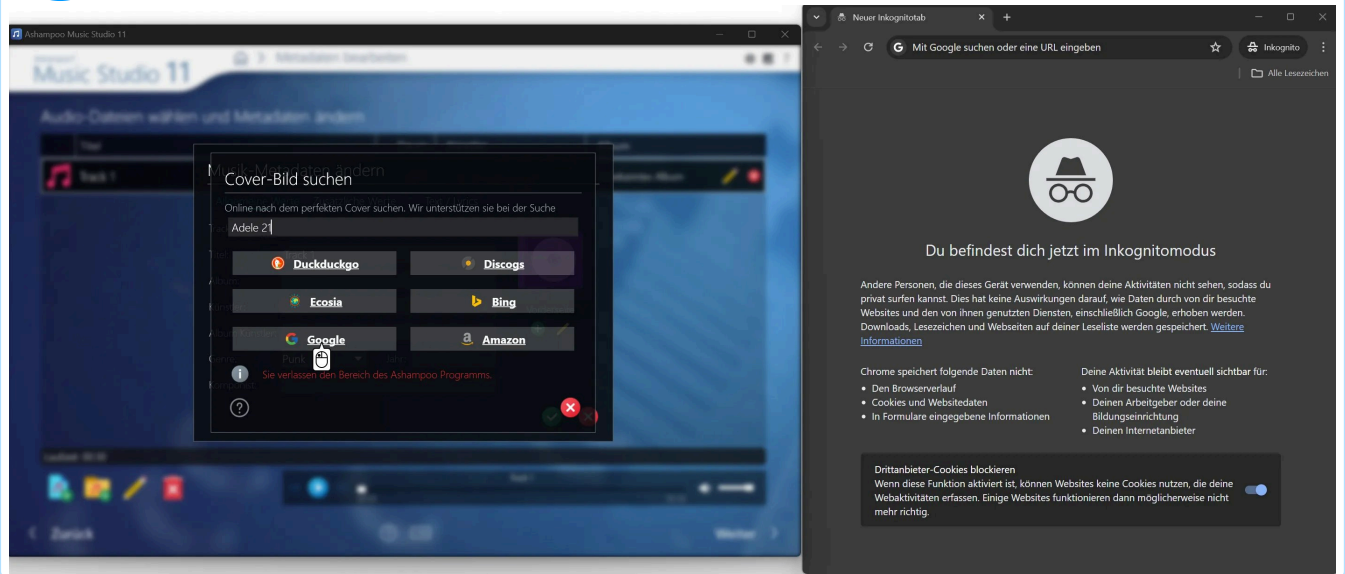 Ashampoo Music Studio 11
Music Studio 11
Metadaten bearbeiten
Audio-Dateien wählen und Metadaten ändern
Titel
Track 1
Musik-Metadaten ändern
Cover-Bild suchen
Online nach dem perfekten Cover suchen. Wir unterstützen sie bei der Suche
Adele 21
Duckduckgo
Discogs
Ecosia
Bing
Google
Amazon
Punk
Sie verlassen den Bereich des Ashampoo Programms.
Zurück
Weiter
Neuer Inkognitotab
Mit Google suchen oder eine URL eingeben
Inkognito
Alle Lesezeichen
Du befindest dich jetzt im Inkognitomodus
Andere Personen, die dieses Gerät verwenden, können deine Aktivitäten nicht sehen, sodass du
privat surfen kannst. Dies hat keine Auswirkungen darauf, wie Daten durch von dir besuchte
Websites und den von ihnen genutzten Diensten, einschließlich Google, erhoben werden.
Downloads, Lesezeichen und Webseiten auf deiner Leseliste werden gespeichert. Weitere
Informationen
Chrome speichert folgende Daten nicht:
• Den Browserverlauf
• Cookies und Websitedaten
• In Formulare eingegebene Informationen
Deine Aktivität bleibt eventuell sichtbar für:
• Von dir besuchte Websites
• Deinen Arbeitgeber oder deine
Bildungseinrichtung
• Deinen Internetanbieter
Drittanbieter-Cookies blockieren
Wenn diese Funktion aktiviert ist, können Websites keine Cookies nutzen, die deine
Webaktivitäten erfassen. Einige Websites funktionieren dann möglicherweise nicht
mehr richtig.